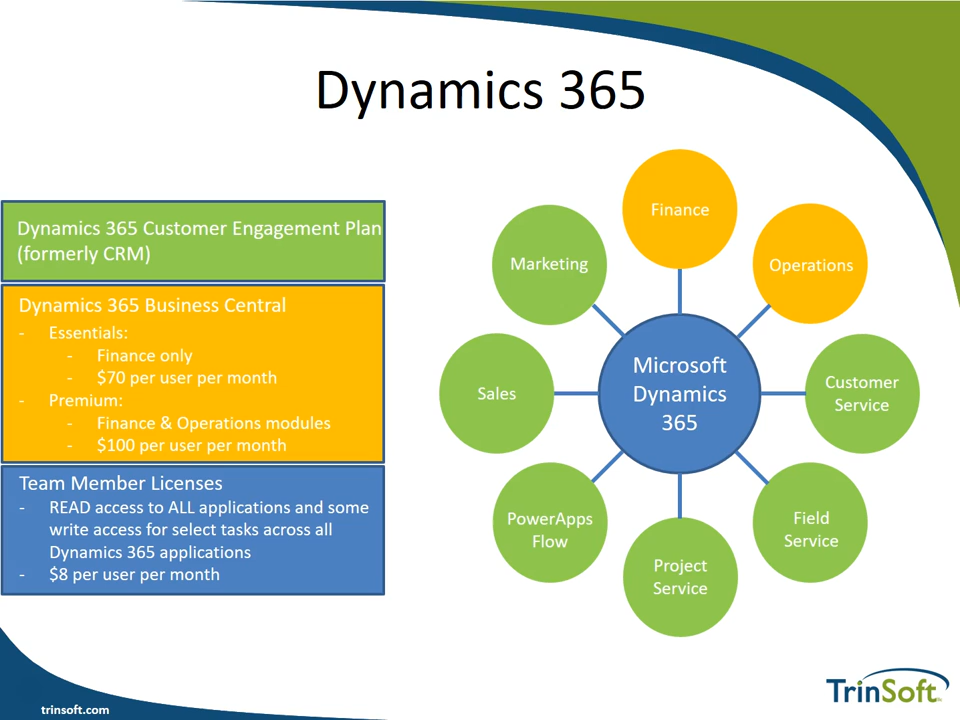 Dynamics 365
Dynamics 365 Customer Engagement Plan
(formerly CRM)
Dynamics 365 Business Central
- Essentials:
- Finance only
- $70 per user per month
- Premium:
- Finance & Operations modules
- $100 per user per month
Team Member Licenses
- READ access to ALL applications and some
write access for select tasks across all
Dynamics 365 applications
- $8 per user per month
Finance
Operations
Customer
Service
Field
Service
Project
Service
PowerApps
Flow
Sales
Marketing
Microsoft
Dynamics
365
trinsoft.com
TrinSoft